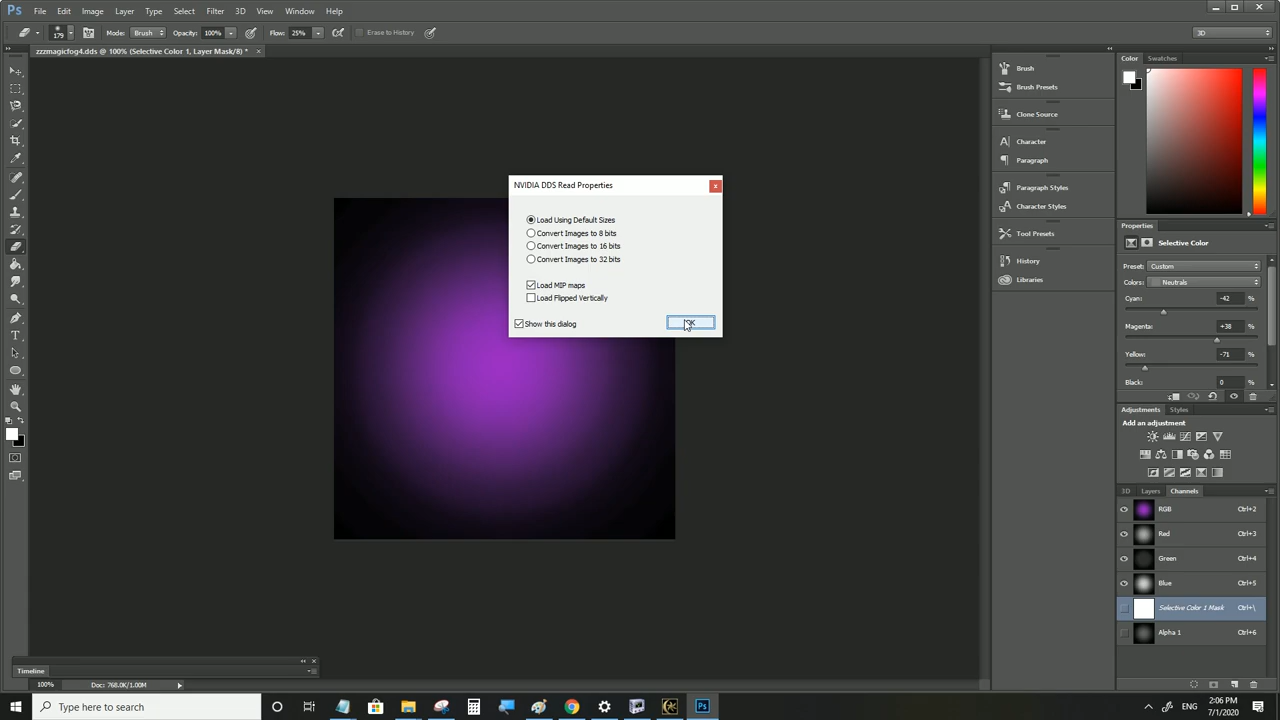 Ps File Edit Image Layer Type Select Filter 3D View Window Help
179 Mode: Brush Opacity: 100% Flow: 25% Erase to History 3D
zzzmagicfog4.dds @ 100% (Selective Color 1, Layer Mask/8) * ×
NVIDIA DDS Read Properties
Load Using Default Sizes
Convert Images to 8 bits
Convert Images to 16 bits
Convert Images to 32 bits
Load MIP maps
Load Flipped Vertically
Show this dialog
Brush
Brush Presets
Clone Source
Character
Paragraph
Paragraph Styles
Character Styles
Tool Presets
History
Libraries
Color Swatches
Properties
Selective Color
Preset: Custom
Colors: Neutrals
Cyan: -42 %
Magenta: +38 %
Yellow: -71 %
Black: 0 %
Adjustments Styles
Add an adjustment
3D Layers Channels
RGB Ctrl+2
Red Ctrl+3
Green Ctrl+4
Blue Ctrl+5
Selective Color 1 Mask Ctrl+\
Alpha 1 Ctrl+6
Timeline
100% Doc: 768.0K/1.00M
Type here to search
ENG
2:06 PM
7/1/2020